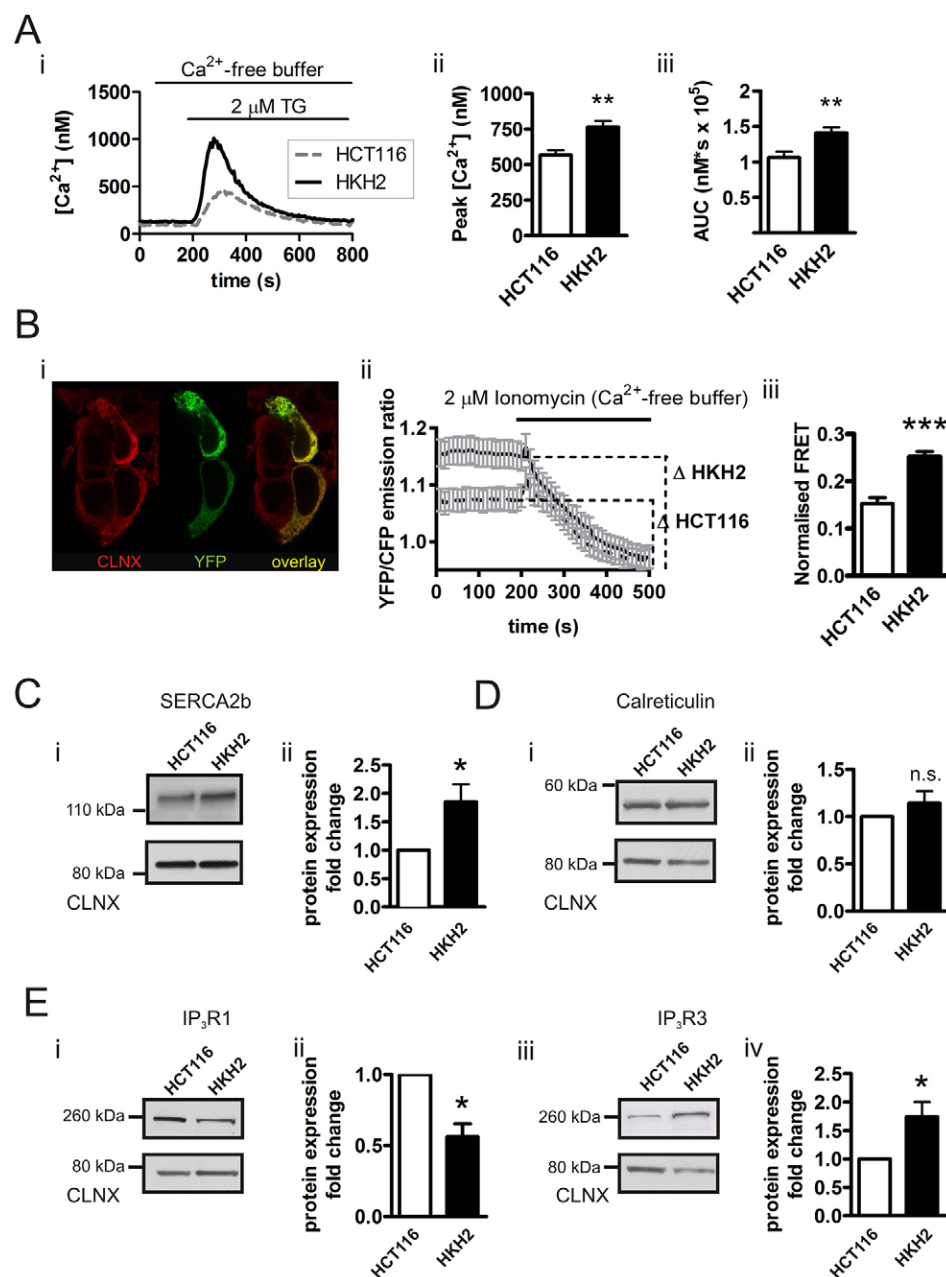 A
i
Ca2+-free buffer
2 μM TG
[Ca2+] (nM)
1500
1000
500
0
HCT116
HKH2
0 200 400 600 800
time (s)
ii
Peak [Ca2+] (nM)
1000
750
500
250
0
**
HCT116
HKH2
iii
AUC (nM*s x 10^5)
2
1.5
1
0.5
**
HCT116
HKH2
B
i
CLNX YFP overlay
ii
2 μM Ionomycin (Ca2+-free buffer)
YFP/CFP emission ratio
1.2
1.1
1.0
Δ HKH2
Δ HCT116
0 100 200 300 400 500
time (s)
iii
Normalised FRET
0.3
0.2
0.1
0.0
***
HCT116
HKH2
C
SERCA2b
i
HCT116
HKH2
110 kDa
80 kDa
CLNX
ii
protein expression
fold change
2.5
2.0
1.5
1.0
0.5
0.0
*
HCT116
HKH2
D
Calreticulin
i
HCT116
HKH2
60 kDa
80 kDa
CLNX
ii
protein expression
fold change
1.5
1.0
0.5
0.0
n.s.
HCT116
HKH2
E
IP3R1
i
HCT116
HKH2
260 kDa
80 kDa
CLNX
ii
protein expression
fold change
1.0
0.5
0.0
*
HCT116
HKH2
IP3R3
iii
HCT116
HKH2
260 kDa
80 kDa
CLNX
iv
protein expression
fold change
2.5
2.0
1.5
1.0
0.5
0.0
*
HCT116
HKH2